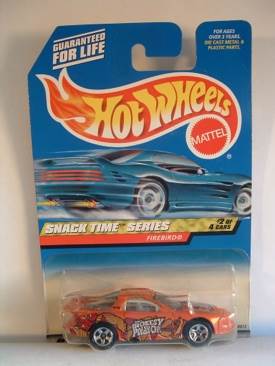 GUARANTEED
FOR LIFE
FOR AGES
OVER 3 YEARS.
DIE CAST METAL &
PLASTIC PARTS.
HOT WHEELS
MATTEL
SNACK TIME™ SERIES
#2 OF
4 CARS
FIREBIRD®